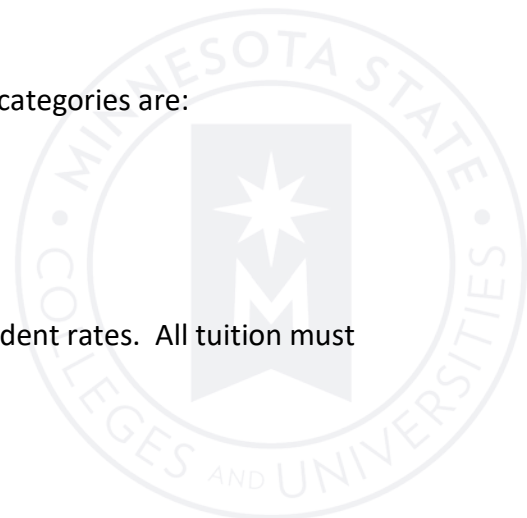 categories are:
dent rates.  All tuition must
MINNESOTA STATE
COLLEGES AND UNIVERSITIES